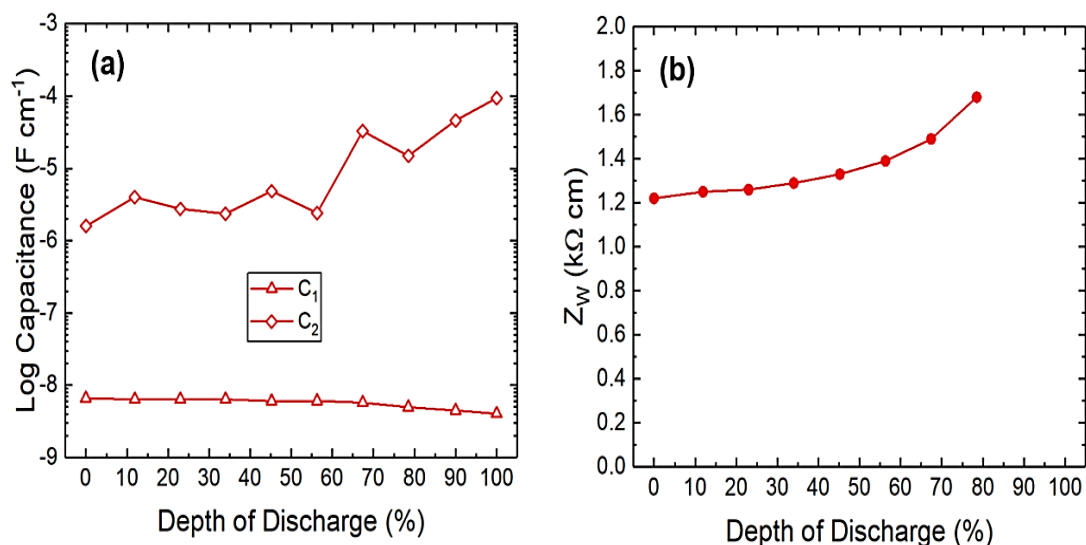 (a)
Log Capacitance (F cm⁻¹)
-3
-4
-5
-6
-7
-8
-9
C₁
C₂
0 10 20 30 40 50 60 70 80 90 100
Depth of Discharge (%)
(b)
Z_W (kΩ cm)
2.0
1.8
1.6
1.4
1.2
1.0
0.8
0.6
0.4
0.2
0.0
0 10 20 30 40 50 60 70 80 90 100
Depth of Discharge (%)